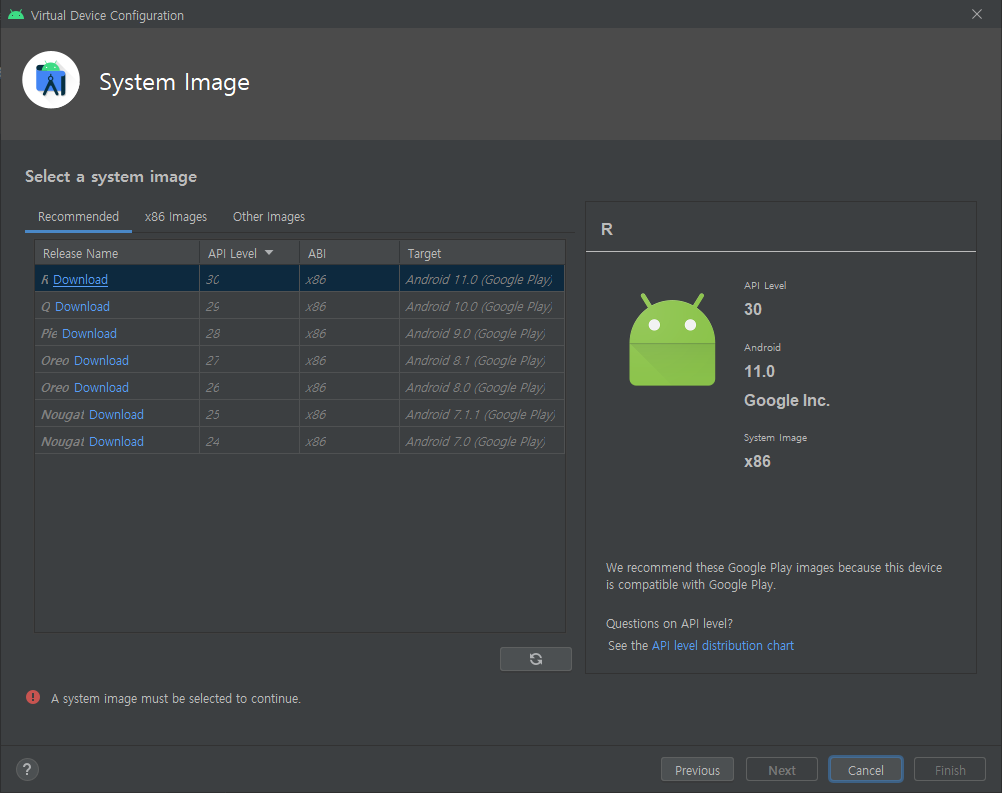 Virtual Device Configuration
System Image
Select a system image
Recommended x86 Images Other Images
Release Name API Level ABI Target
R Download 30 x86 Android 11.0 (Google Play)
Q Download 29 x86 Android 10.0 (Google Play)
Pie Download 28 x86 Android 9.0 (Google Play)
Oreo Download 27 x86 Android 8.1 (Google Play)
Oreo Download 26 x86 Android 8.0 (Google Play)
Nougat Download 25 x86 Android 7.1.1 (Google Play)
Nougat Download 24 x86 Android 7.0 (Google Play)
R
API Level
30
Android
11.0
Google Inc.
System Image
x86
We recommend these Google Play images because this device
is compatible with Google Play.
Questions on API level?
See the API level distribution chart
A system image must be selected to continue.
? Previous Next Cancel Finish